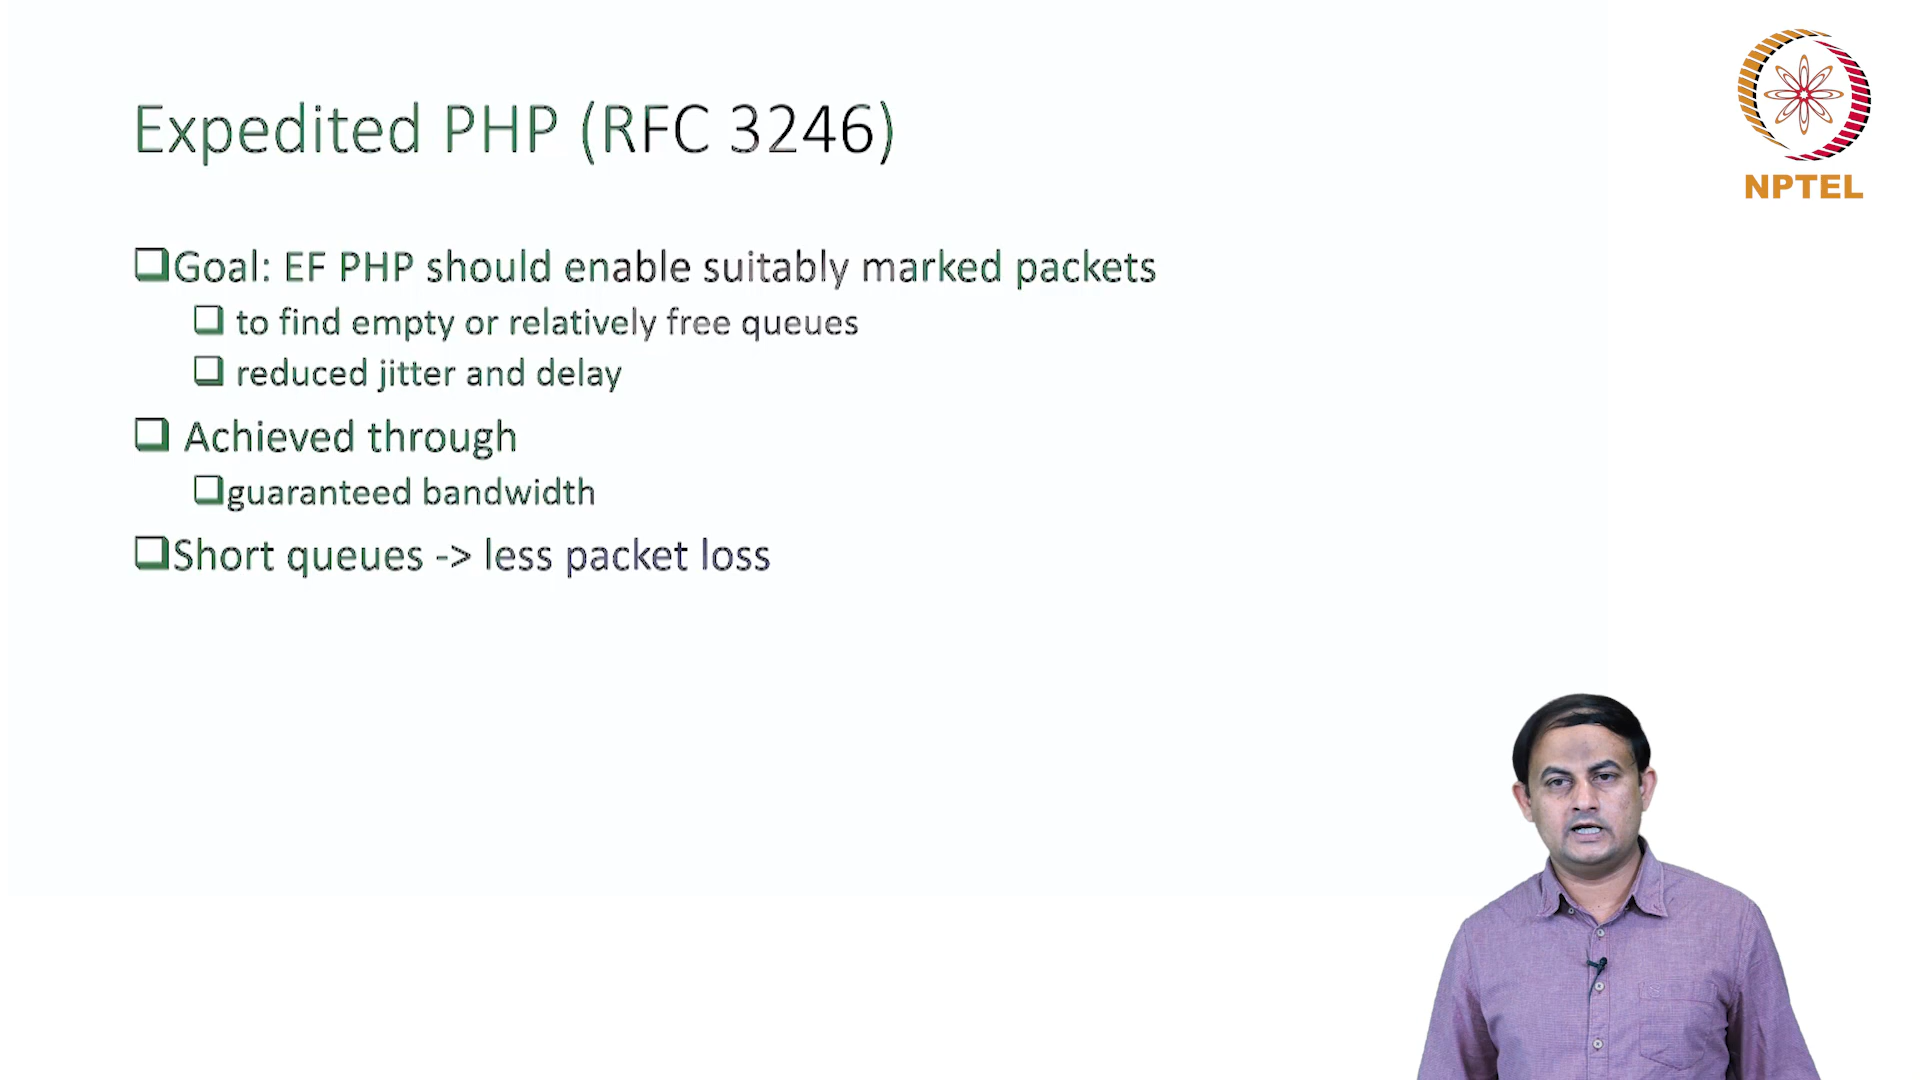 Expedited PHP (RFC 3246)
NPTEL
Goal: EF PHP should enable suitably marked packets
to find empty or relatively free queues
reduced jitter and delay
Achieved through
guaranteed bandwidth
Short queues -> less packet loss